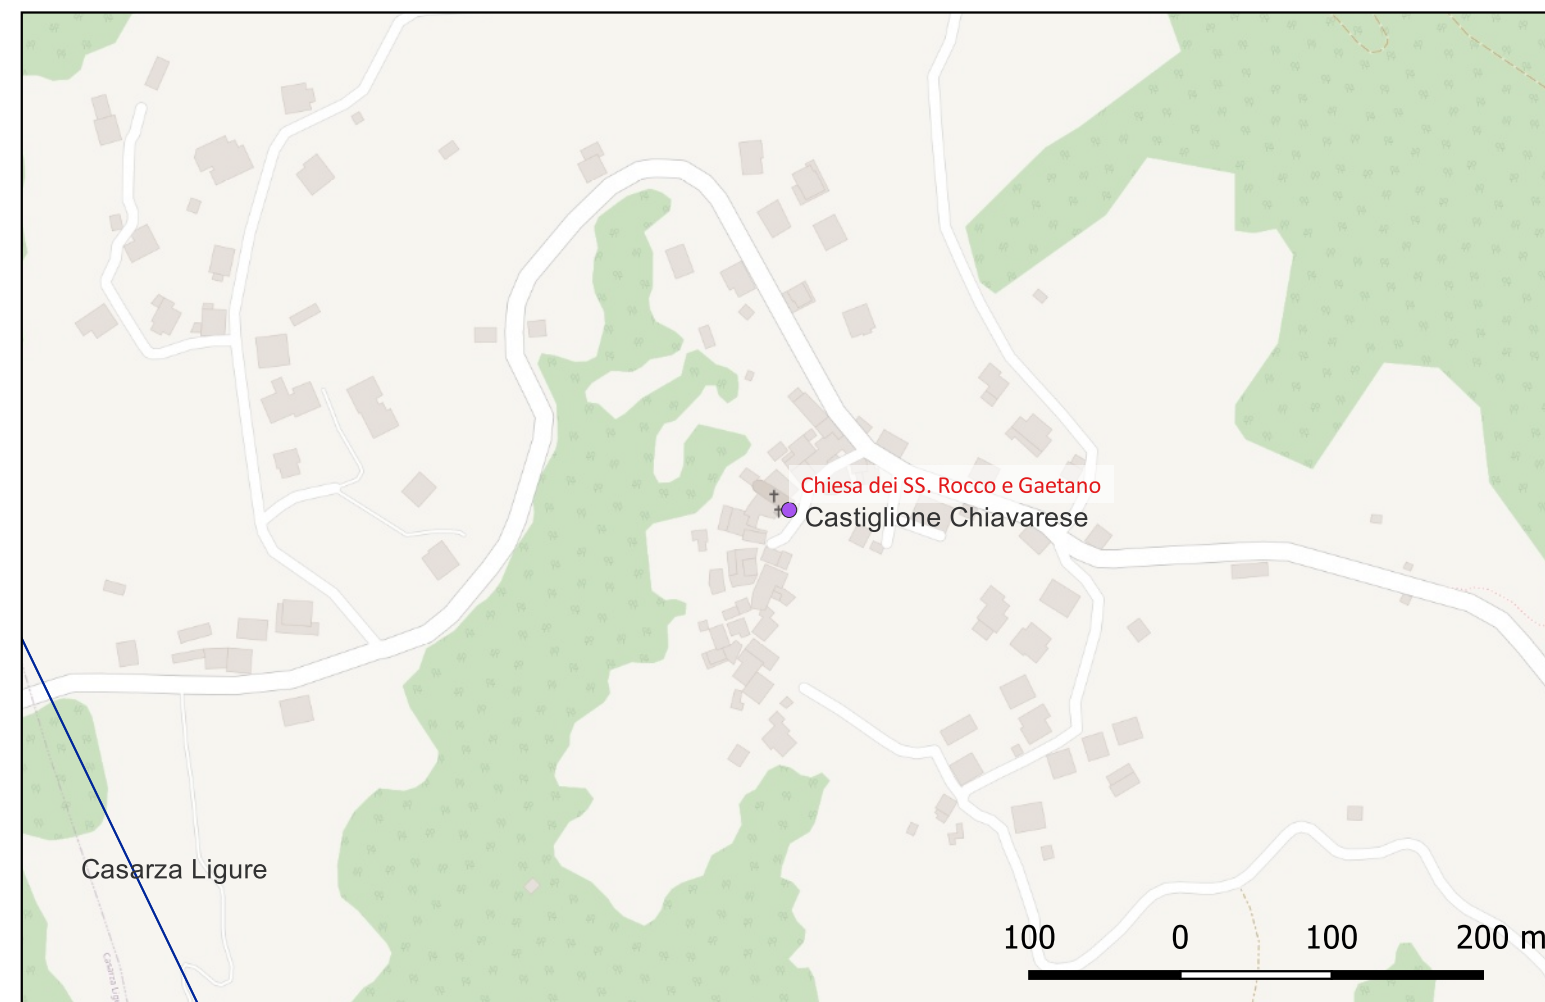 Chiesa dei SS. Rocco e Gaetano
Castiglione Chiavarese
Casarza Ligure
100 0 100 200 m